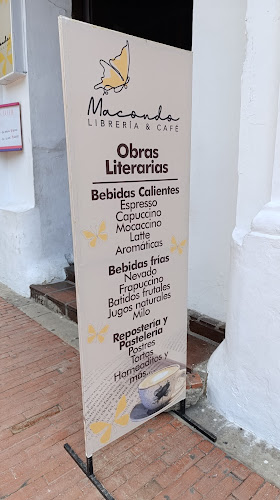 Macondo
LIBRERÍA & CAFÉ
Obras
Literarias
Bebidas Calientes
Espresso
Capuccino
Mocaccino
Latte
Aromáticas
Bebidas frías
Nevado
Frapuccino
Batidos frutales
Jugos naturales
Milo
Repostería y
Pastelería
Postres
Tortas
Horneaditos y
más...